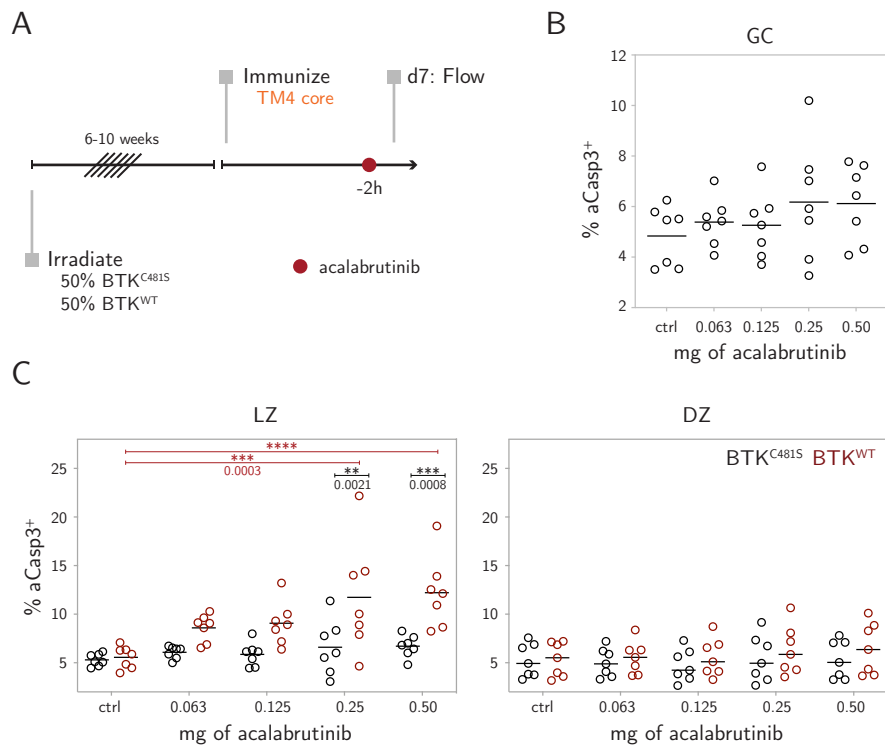 A
Immunize
TM4 core
d7: Flow
6-10 weeks
-2h
Irradiate
50% BTK^C481S
50% BTK^WT
acalabrutinib
B
GC
% aCasp3⁺
12
10
8
6
4
2
ctrl
0.063
0.125
0.25
0.50
mg of acalabrutinib
C
LZ
% aCasp3⁺
25
20
15
10
5
****
***
0.0003
**
0.0021
***
0.0008
ctrl
0.063
0.125
0.25
0.50
mg of acalabrutinib
DZ
BTK^C481S BTK^WT
25
20
15
10
5
ctrl
0.063
0.125
0.25
0.50
mg of acalabrutinib